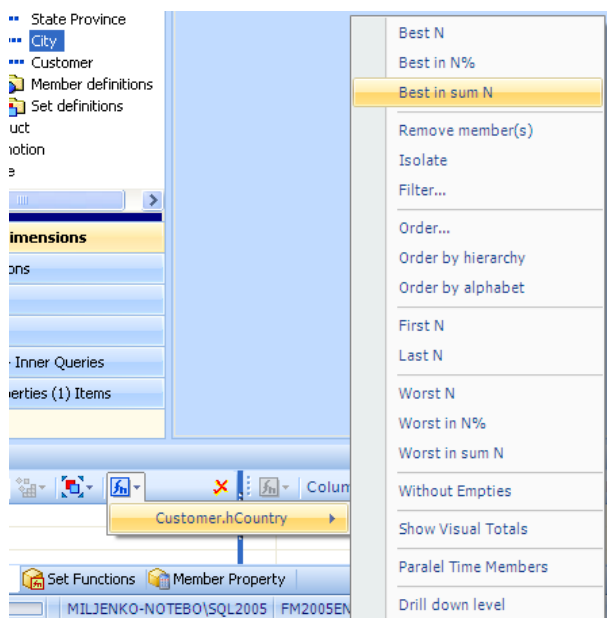 State Province
City
Customer
Member definitions
Set definitions
uct
notion
e
imensions
ons
Inner Queries
erties (1) Items
Colum
Customer.hCountry
Set Functions
Member Property
MILJENKO-NOTEBO\SQL2005
FM2005EN
Best N
Best in N%
Best in sum N
Remove member(s)
Isolate
Filter...
Order...
Order by hierarchy
Order by alphabet
First N
Last N
Worst N
Worst in N%
Worst in sum N
Without Empties
Show Visual Totals
Paralel Time Members
Drill down level